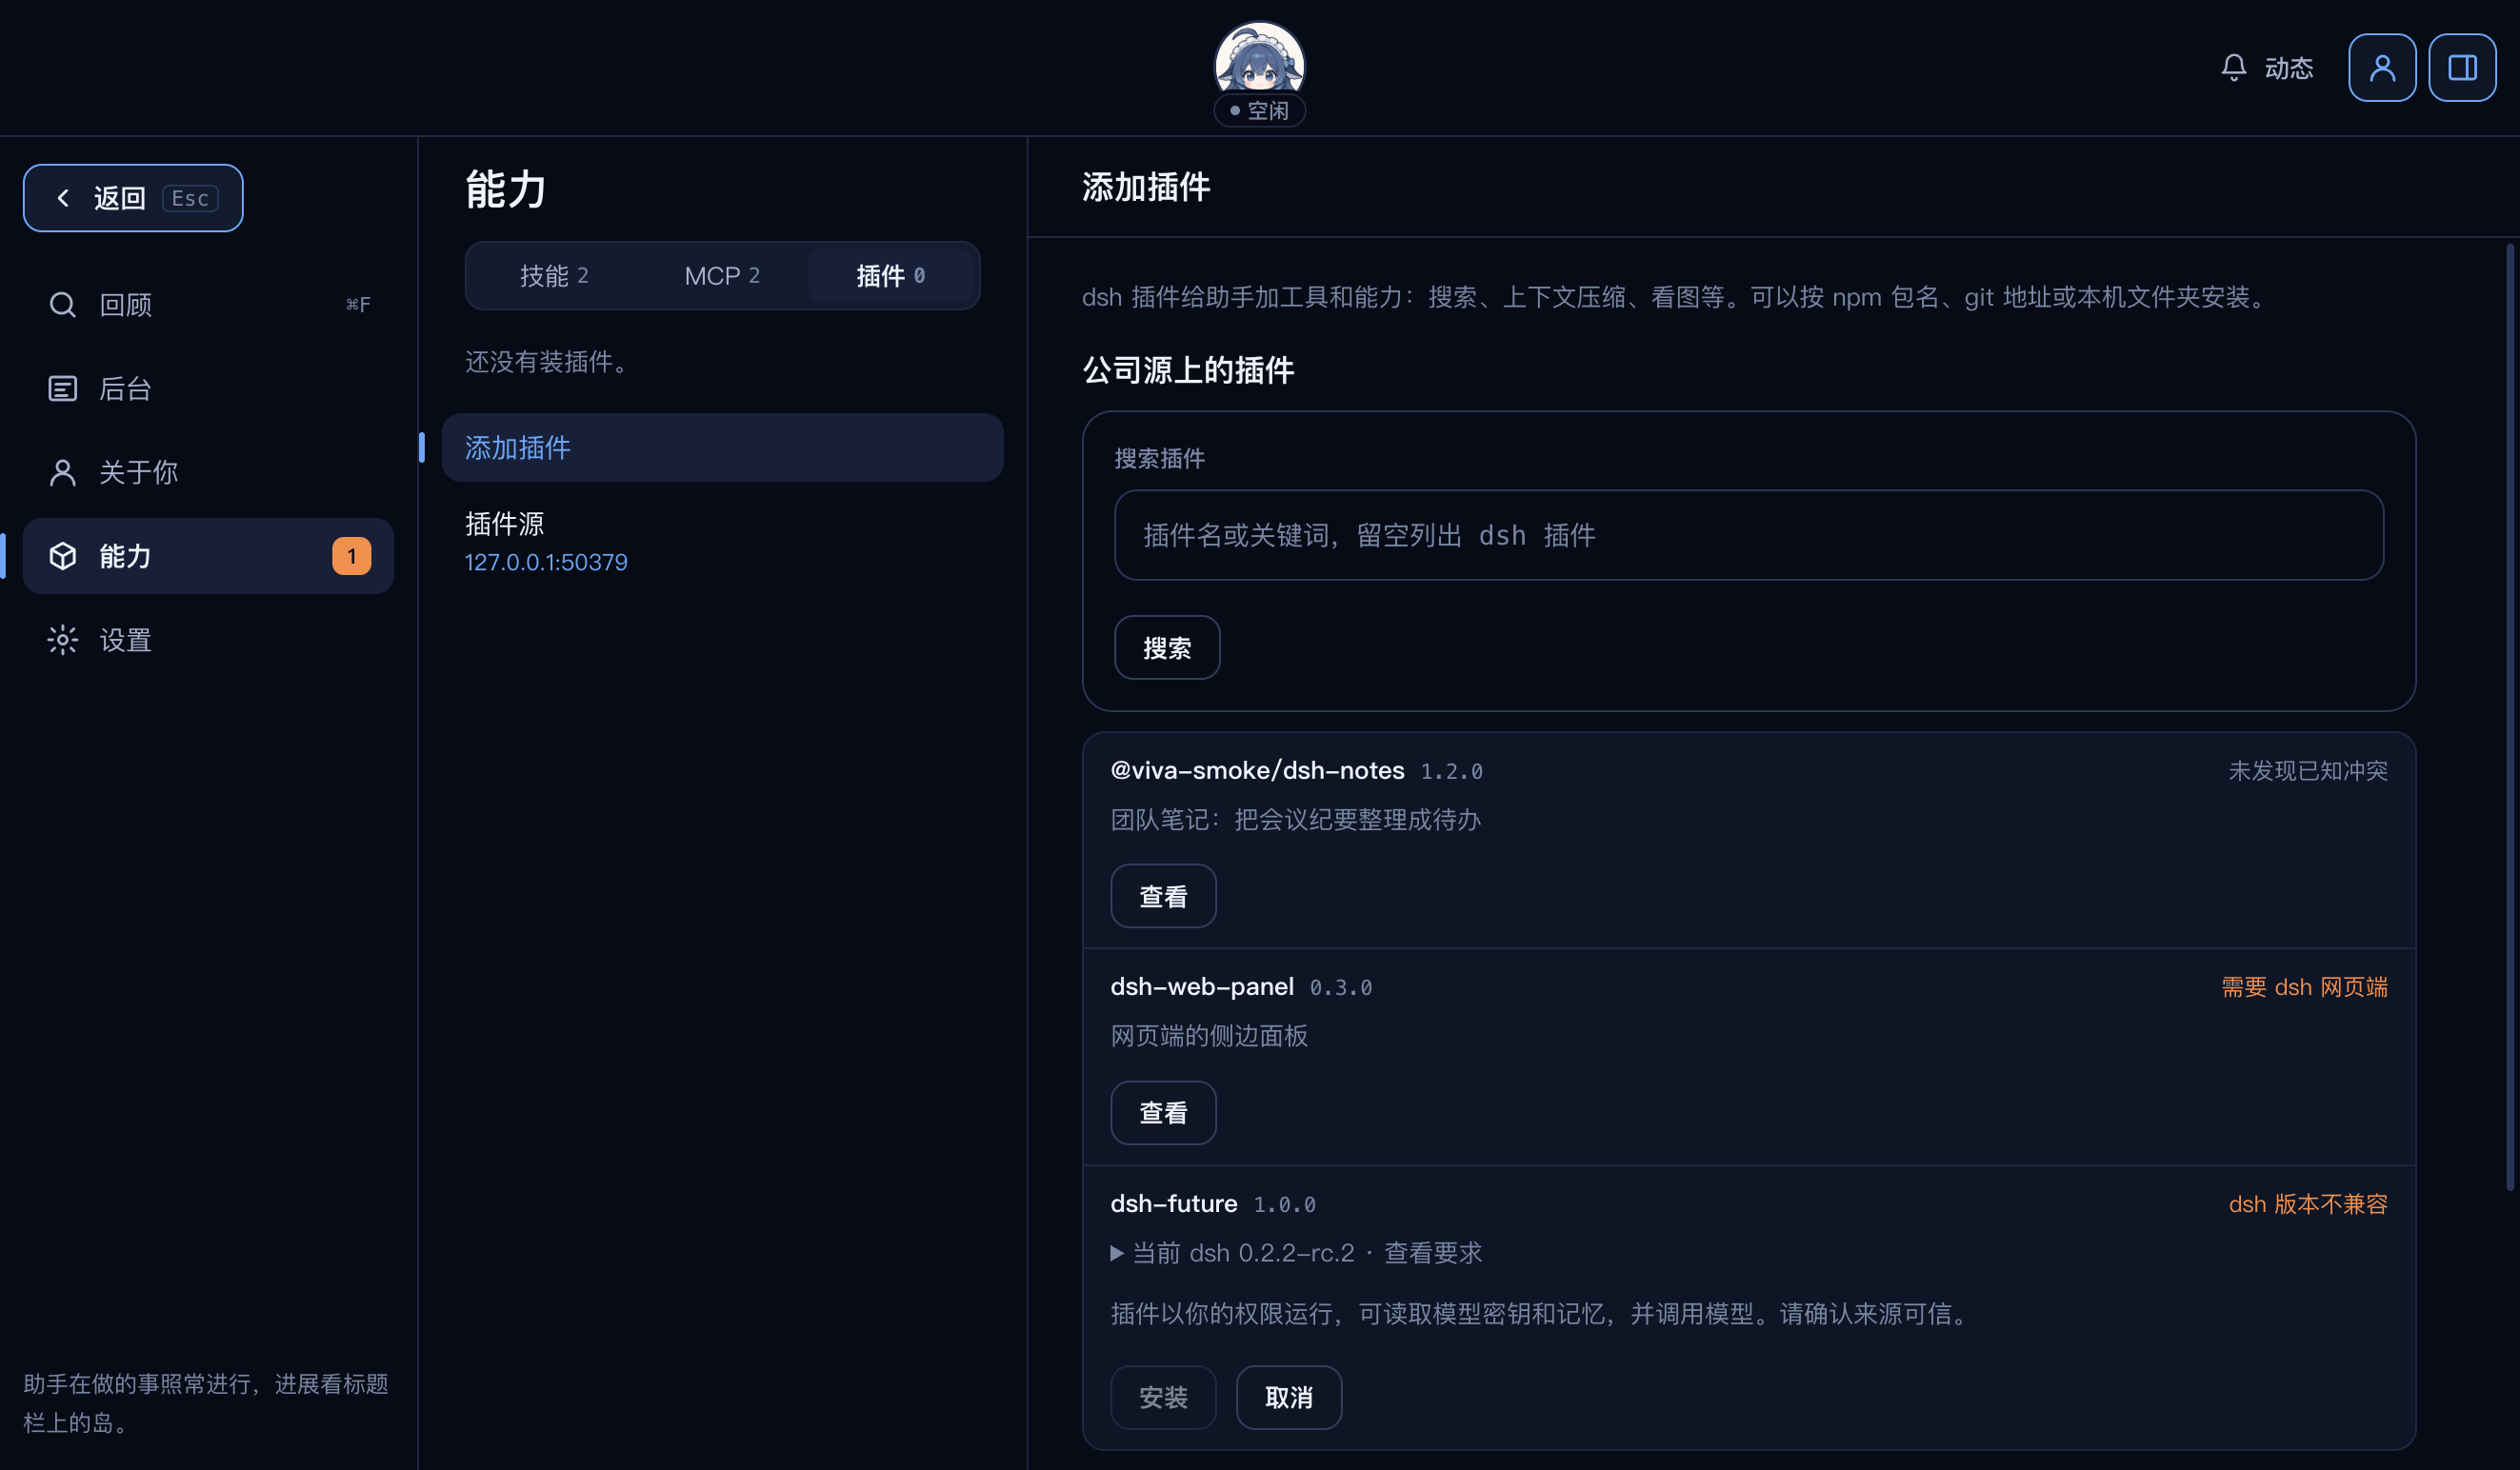 空闲
动态
返回 Esc
回顾 ⌘F
后台
关于你
能力 1
设置
助手在做的事照常进行，进展看标题
栏上的岛。
能力
技能 2 MCP 2 插件 0
还没有装插件。
添加插件
插件源
127.0.0.1:50379
添加插件
dsh 插件给助手加工具和能力：搜索、上下文压缩、看图等。可以按 npm 包名、git 地址或本机文件夹安装。
公司源上的插件
搜索插件
插件名或关键词，留空列出 dsh 插件
搜索
@viva-smoke/dsh-notes 1.2.0 未发现已知冲突
团队笔记：把会议纪要整理成待办
查看
dsh-web-panel 0.3.0 需要 dsh 网页端
网页端的侧边面板
查看
dsh-future 1.0.0 dsh 版本不兼容
▶ 当前 dsh 0.2.2-rc.2 · 查看要求
插件以你的权限运行，可读取模型密钥和记忆，并调用模型。请确认来源可信。
安装 取消